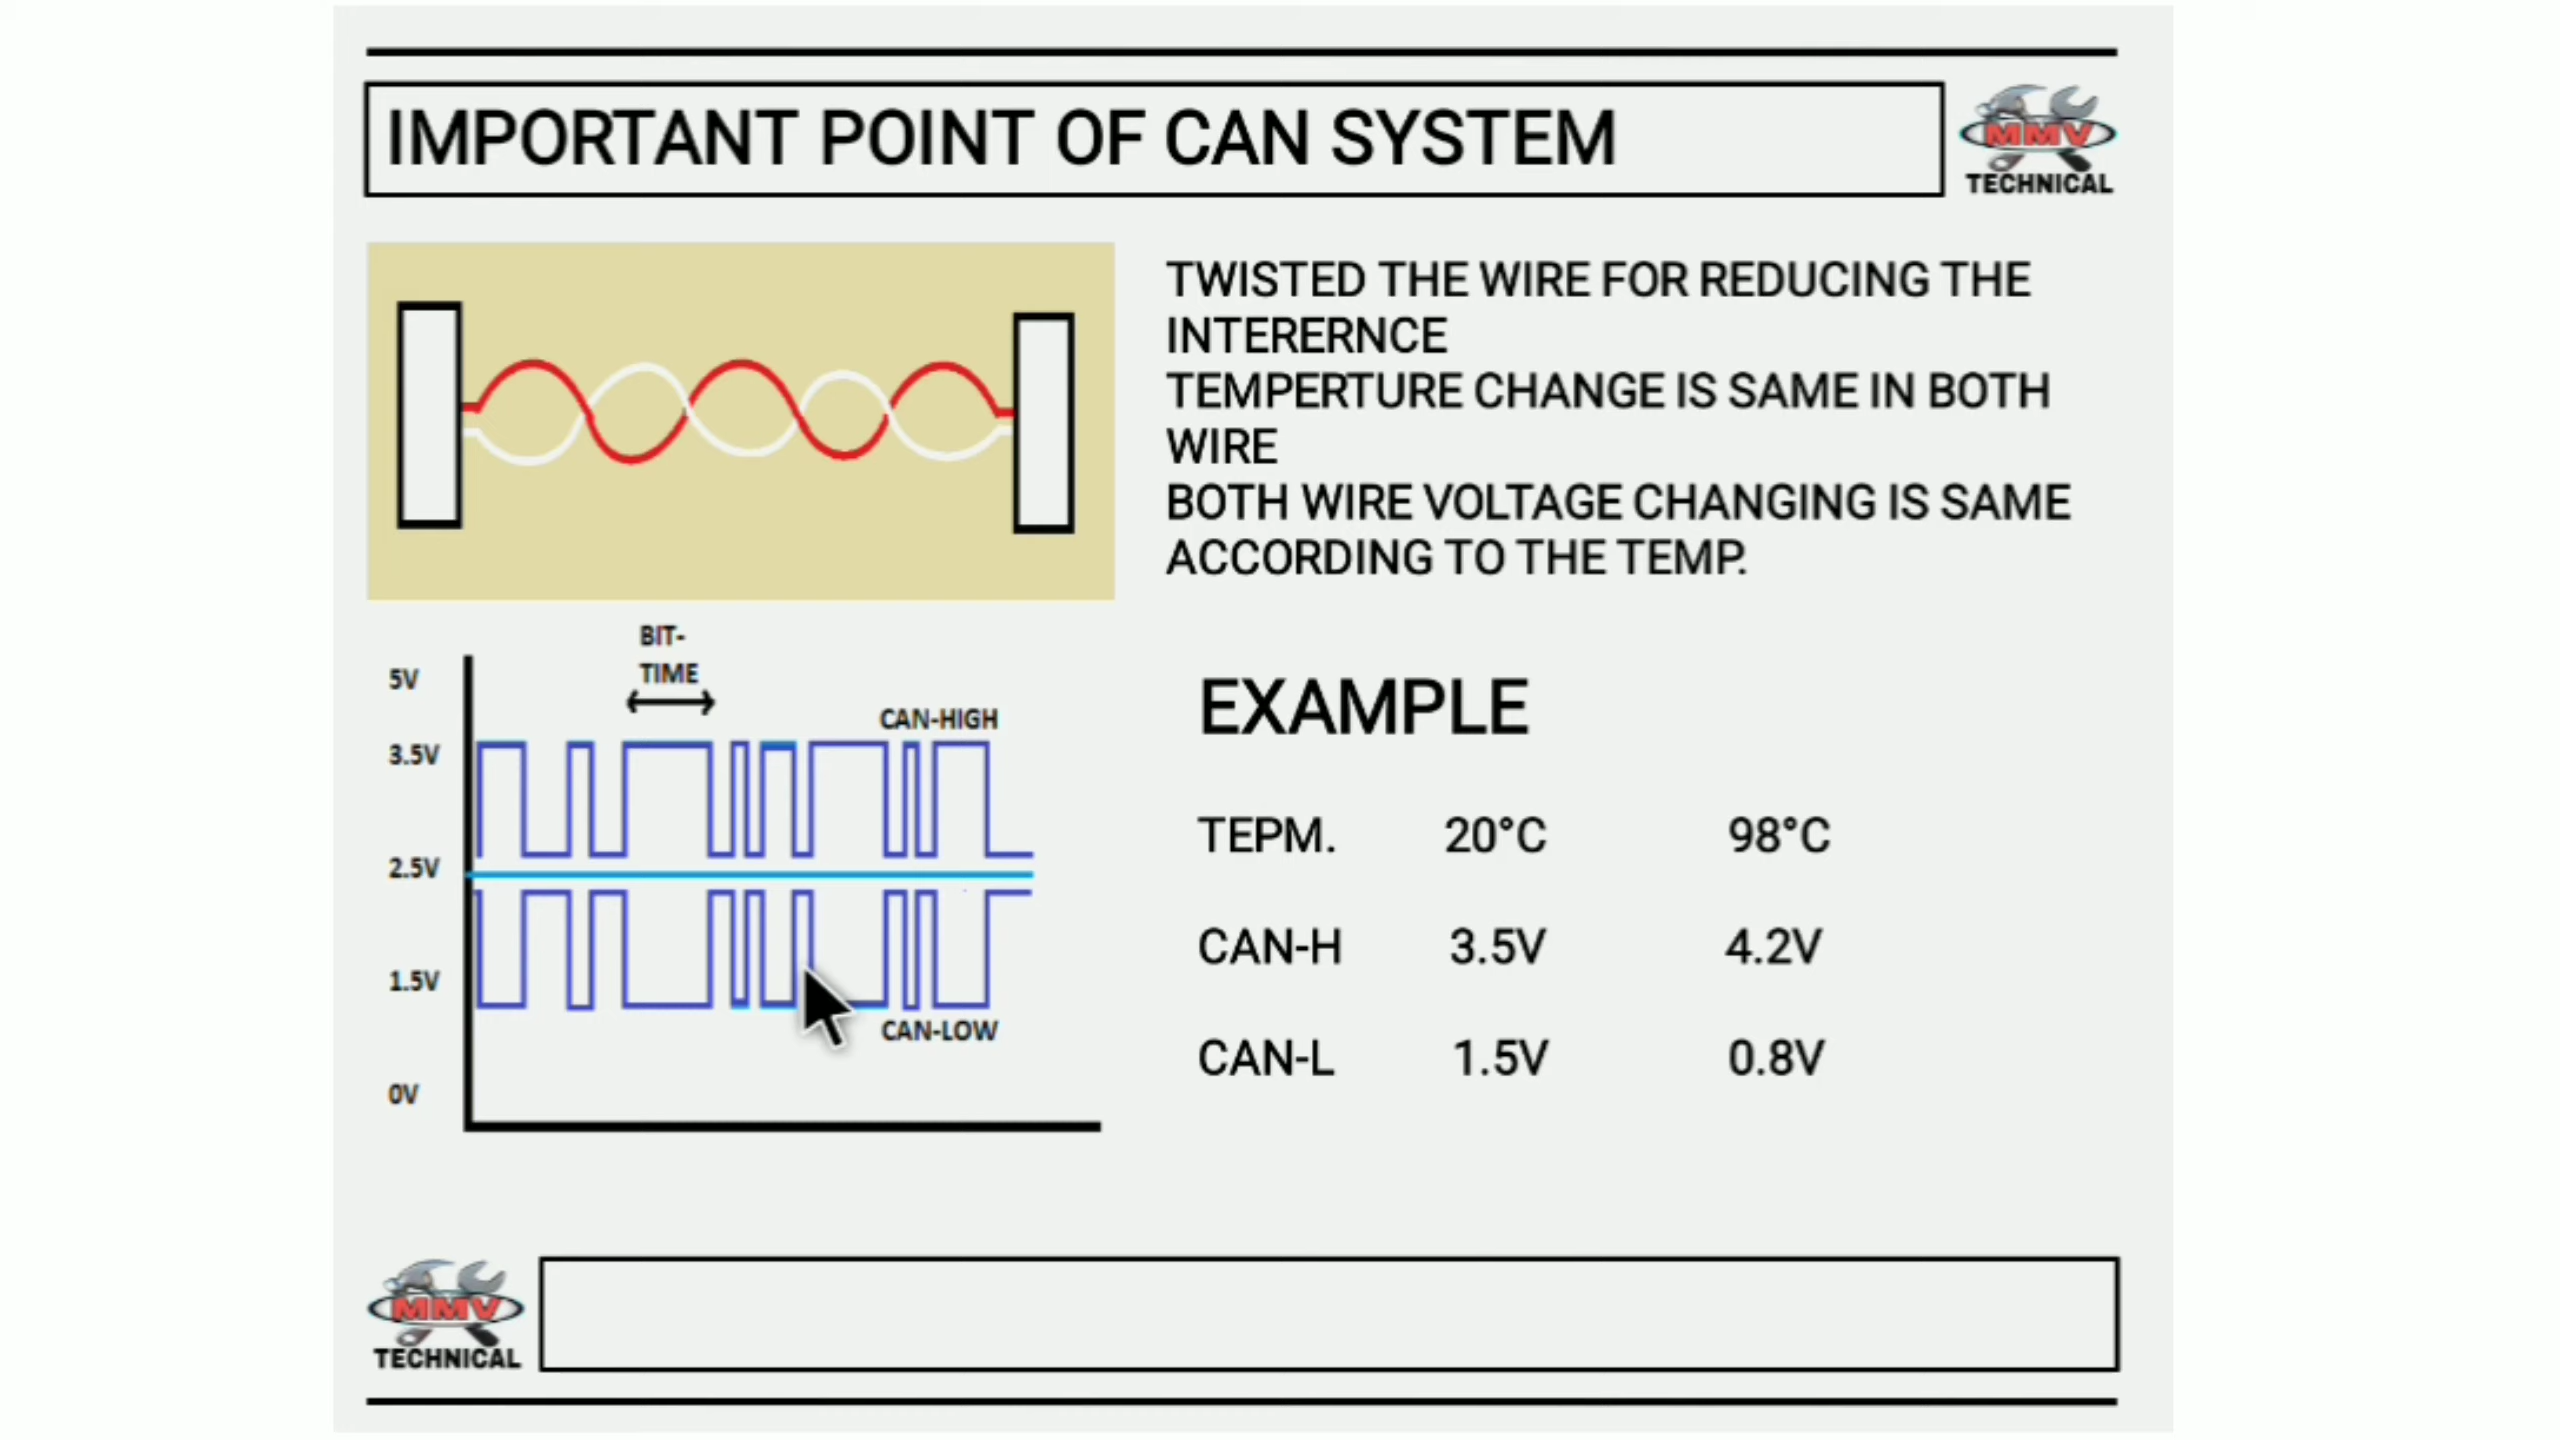 IMPORTANT POINT OF CAN SYSTEM
MMV
TECHNICAL
TWISTED THE WIRE FOR REDUCING THE
INTERERNCE
TEMPERTURE CHANGE IS SAME IN BOTH
WIRE
BOTH WIRE VOLTAGE CHANGING IS SAME
ACCORDING TO THE TEMP.
BIT-
TIME
5V
CAN-HIGH
3.5V
2.5V
1.5V
CAN-LOW
0V
EXAMPLE
TEPM. 20°C 98°C
CAN-H 3.5V 4.2V
CAN-L 1.5V 0.8V
MMV
TECHNICAL